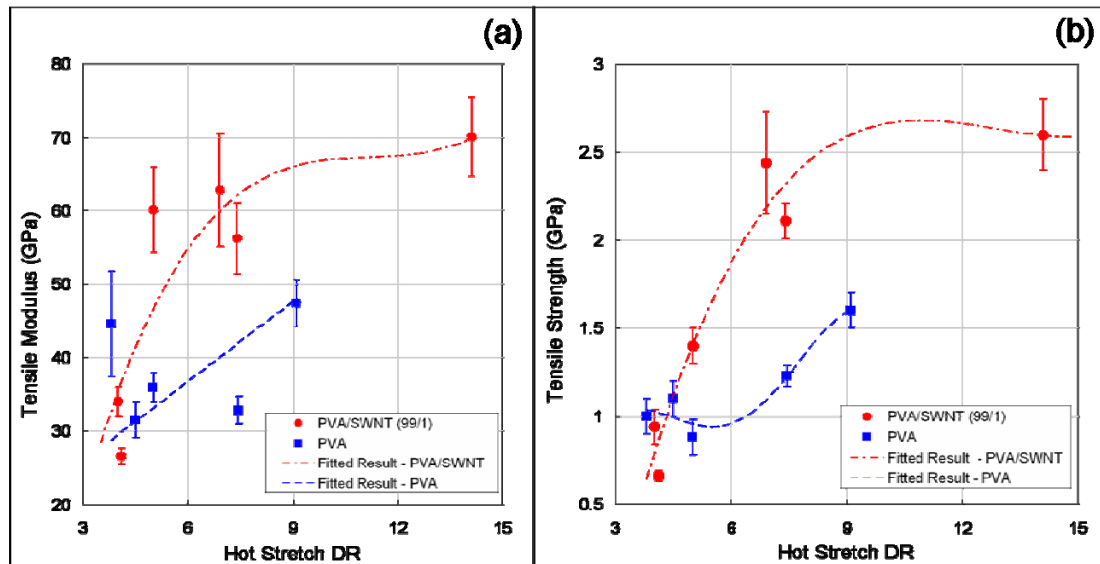 (a)
80
70
60
50
40
30
20
Tensile Modulus (GPa)
PVA/SWNT (99/1)
PVA
Fitted Result - PVA/SWNT
Fitted Result - PVA
3 6 9 12 15
Hot Stretch DR
(b)
3
2.5
2
1.5
1
0.5
Tensile Strength (GPa)
PVA/SWNT (99/1)
PVA
Fitted Result - PVA/SWNT
Fitted Result - PVA
3 6 9 12 15
Hot Stretch DR